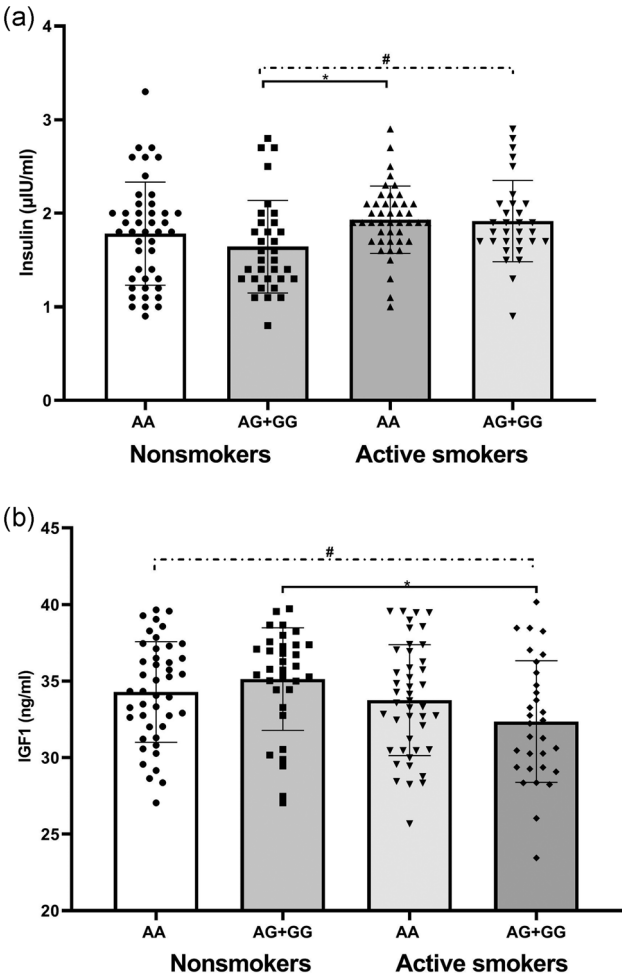 (a)
4
#
*
3
Insulin (µIU/ml)
2
1
0
AA AG+GG AA AG+GG
Nonsmokers Active smokers
(b)
45
#
*
40
IGF1 (ng/ml)
35
30
25
20
AA AG+GG AA AG+GG
Nonsmokers Active smokers